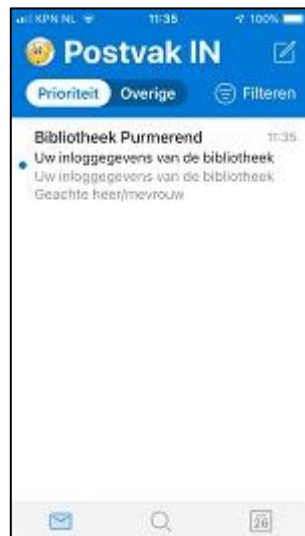 KPN NL 11:35 100%
Postvak IN
Prioriteit Overige Filteren
Bibliotheek Purmerend 11:35
Uw inloggegevens van de bibliotheek
Uw inloggegevens van de bibliotheek
Geachte heer/mevrouw
26